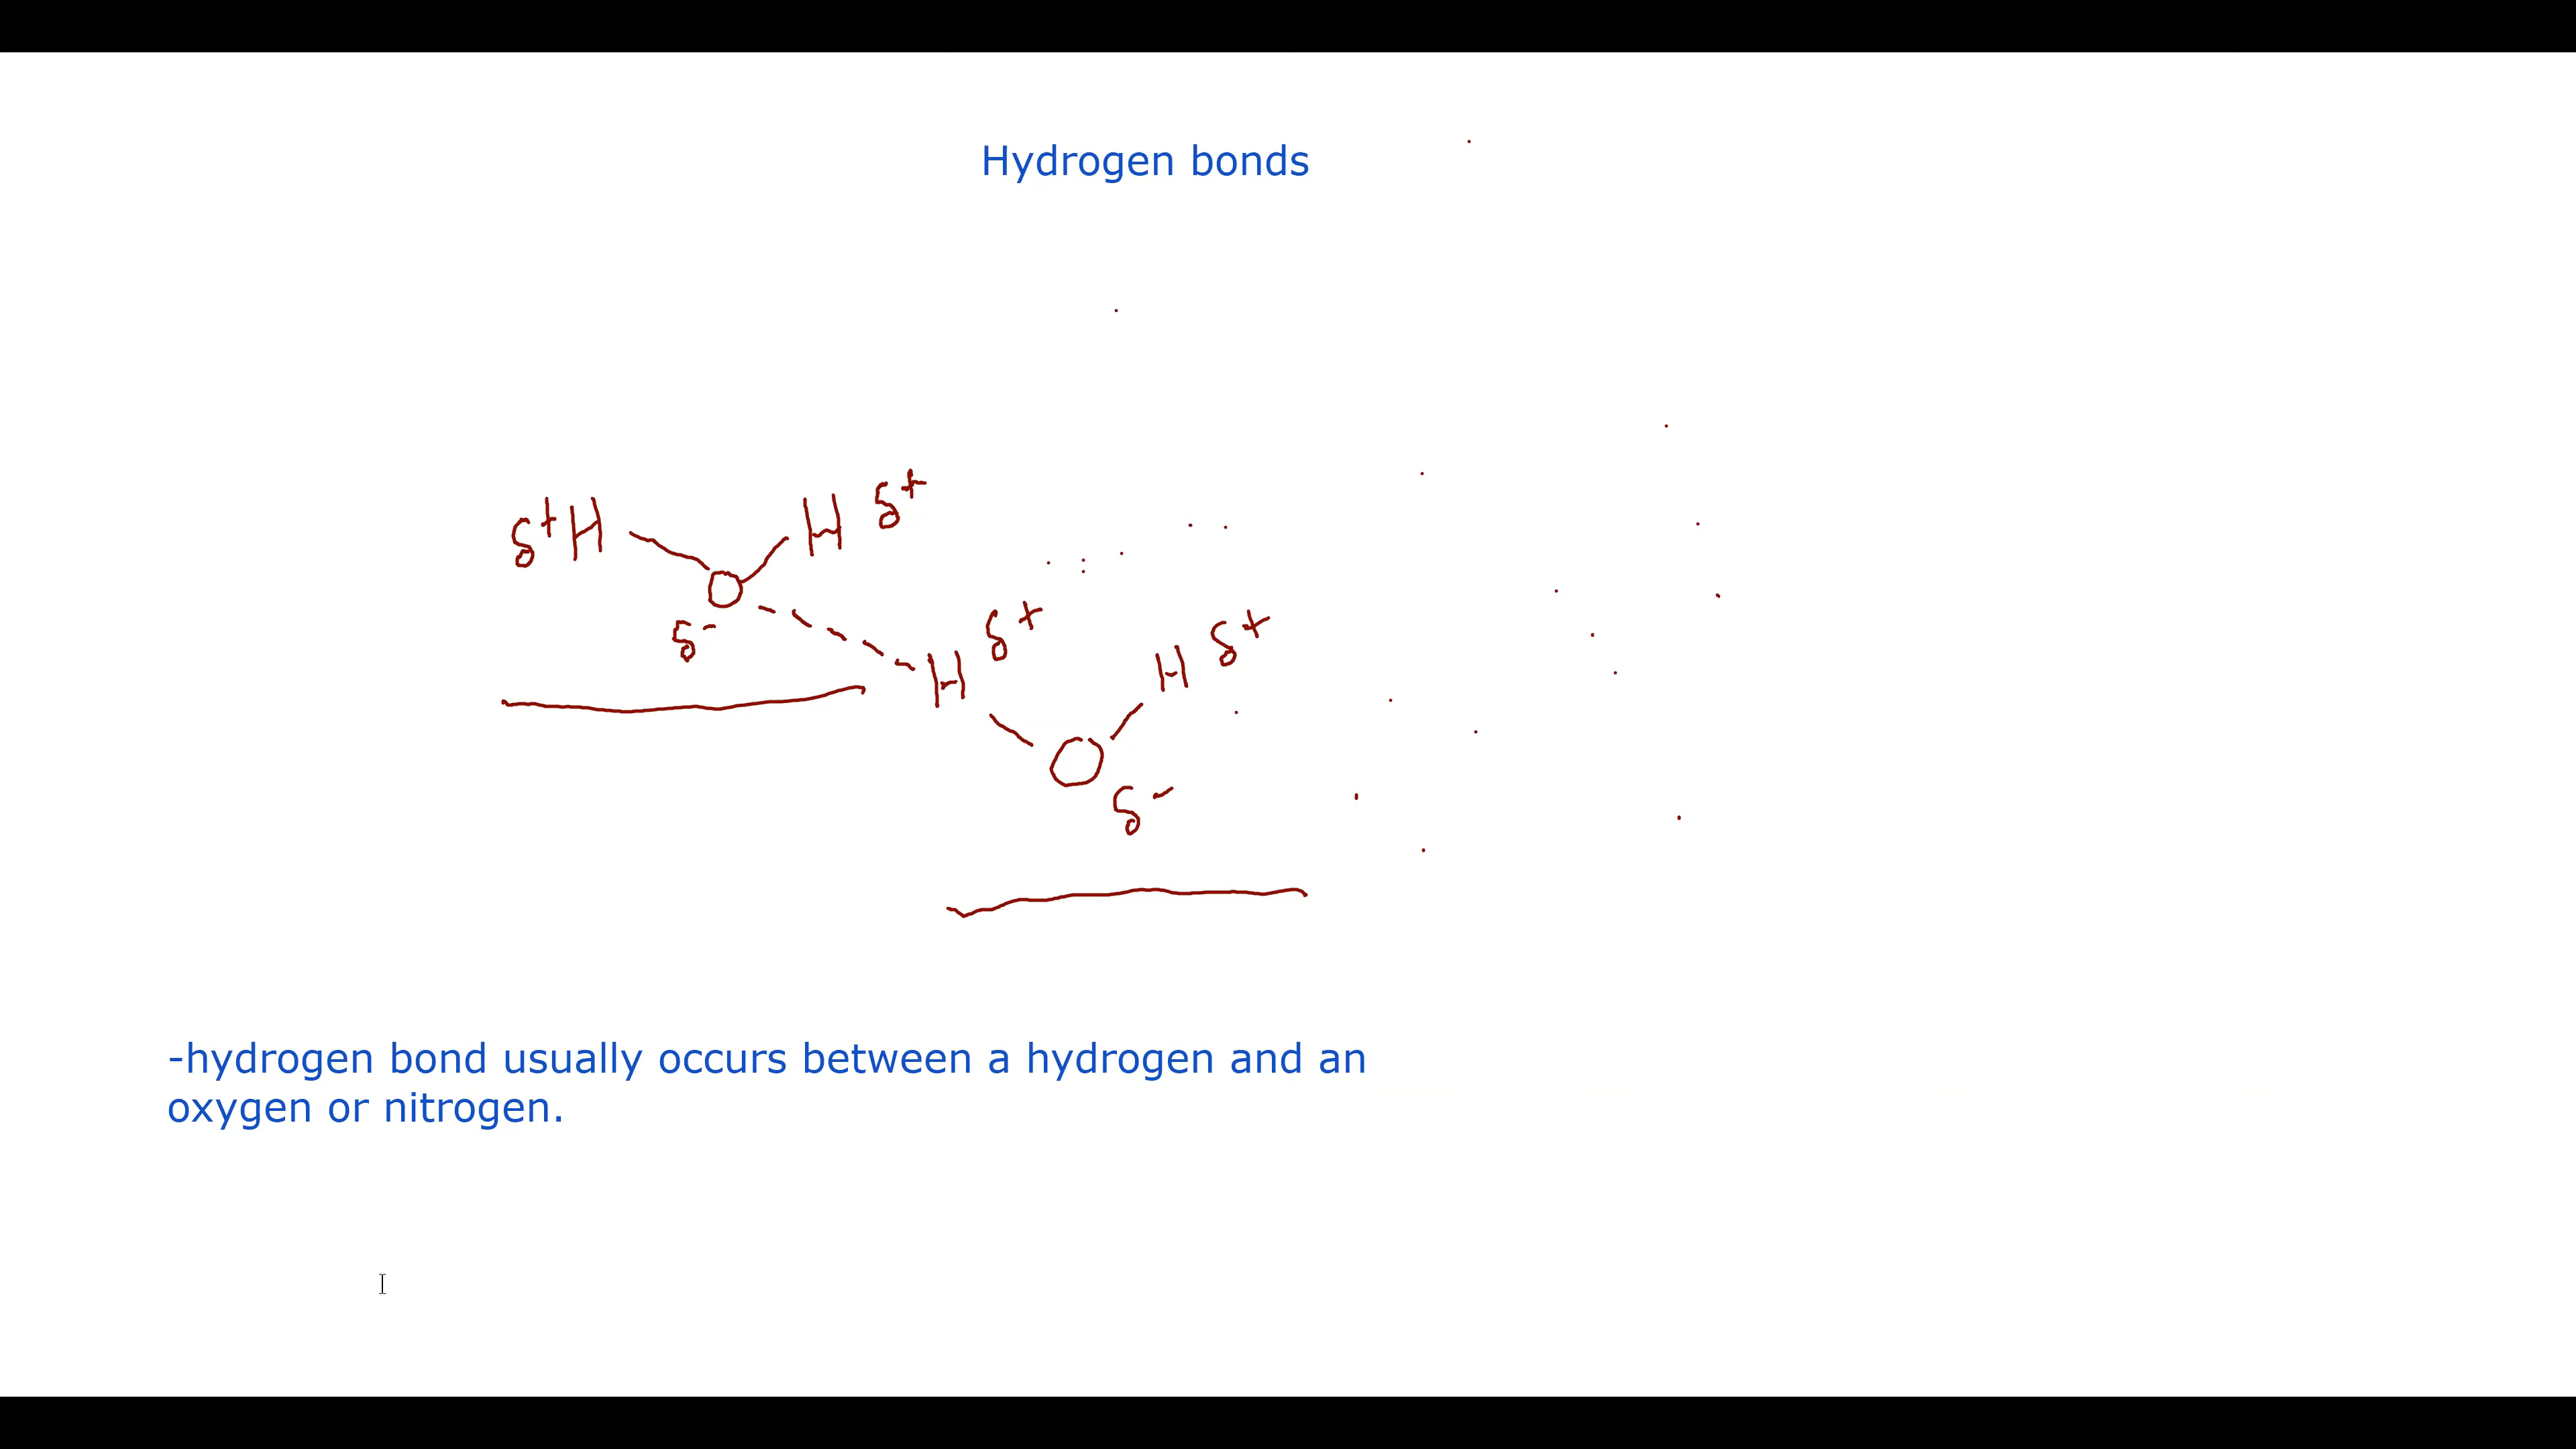 Hydrogen bonds
δ+ H H δ+
O
δ-
H δ+ H δ+
O
δ-
-hydrogen bond usually occurs between a hydrogen and an
oxygen or nitrogen.